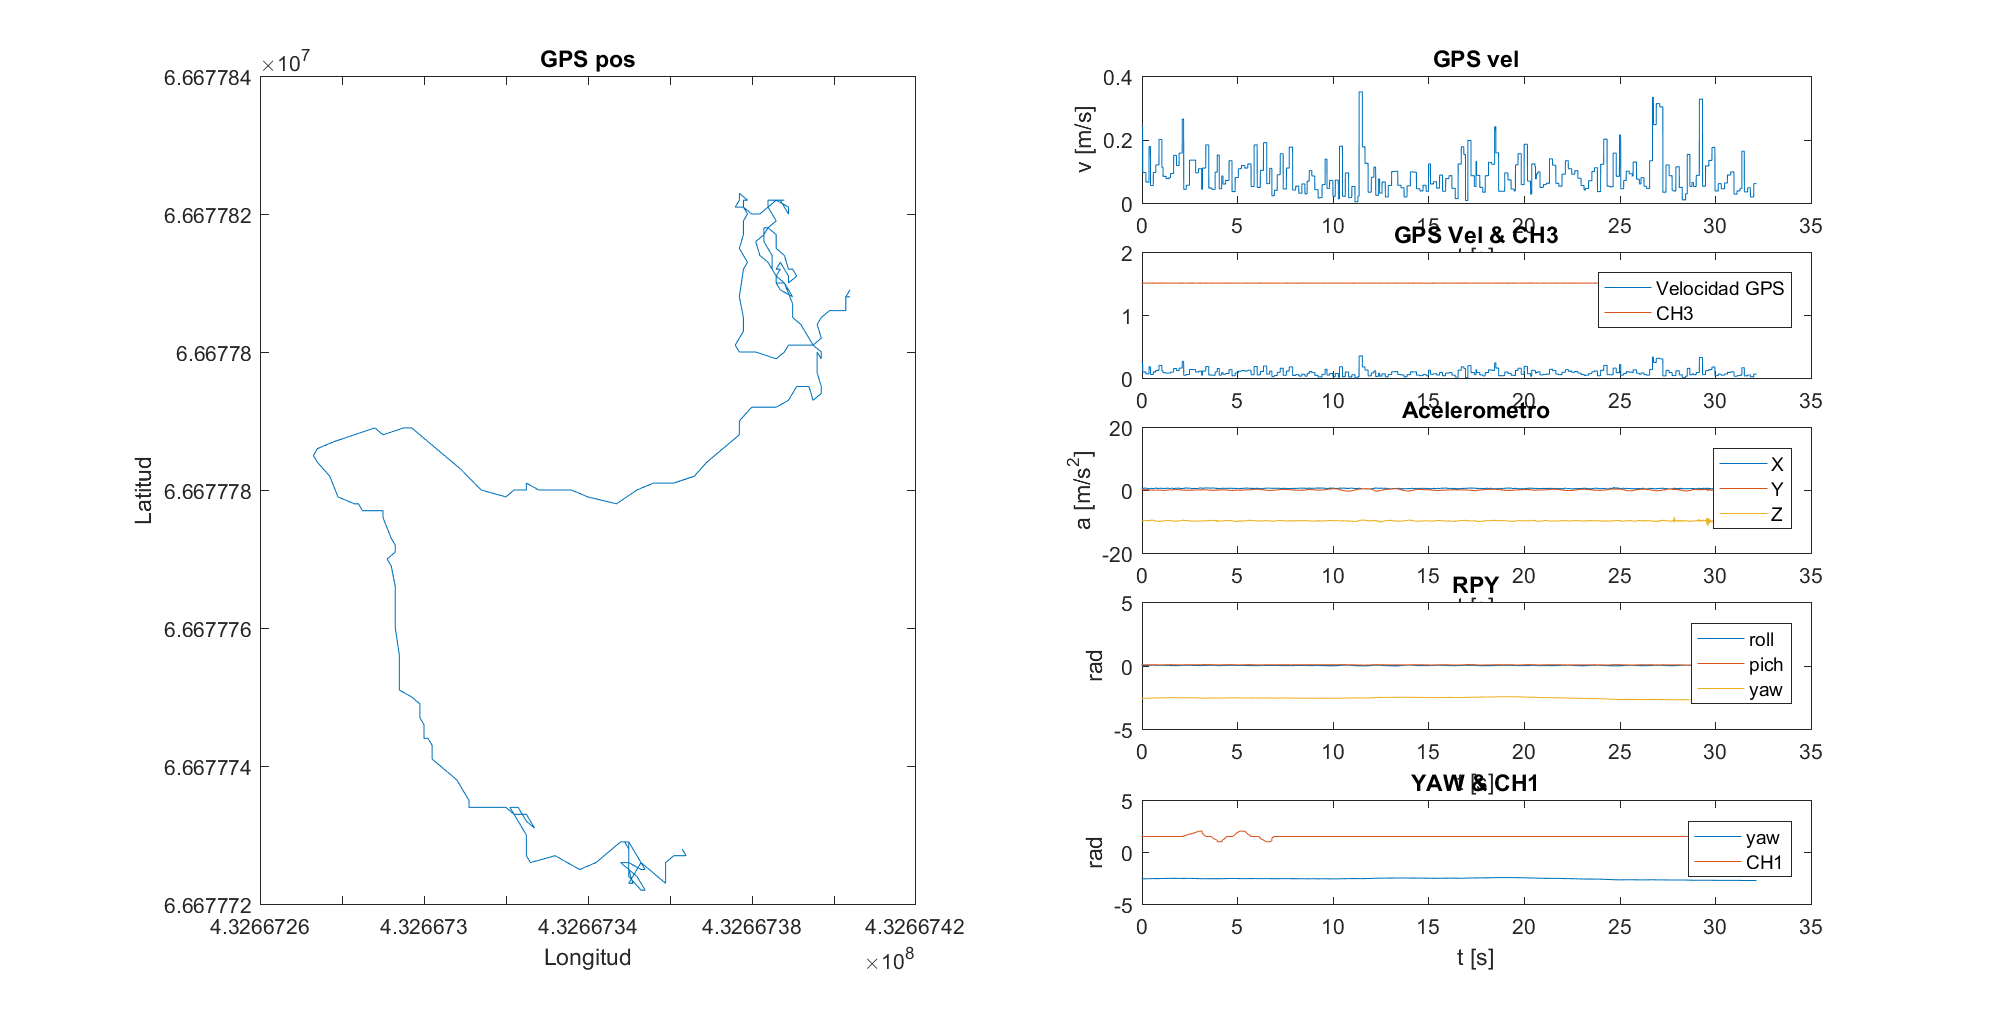 GPS pos
×10^7
6.667784
6.667782
6.66778
6.667778
6.667776
6.667774
6.667772
Latitud
4.3266726
4.326673
4.3266734
4.3266738
4.3266742
Longitud
×10^8
GPS vel
v [m/s]
0.4
0.2
0
0 5 10 15 20 25 30 35
t [s]
GPS Vel & CH3
2
1
0
Velocidad GPS
CH3
0 5 10 15 20 25 30 35
Acelerometro
a [m/s^2]
20
0
-20
X
Y
Z
0 5 10 15 20 25 30 35
t [s]
RPY
rad
5
0
-5
roll
pich
yaw
0 5 10 15 20 25 30 35
t [s]
YAW & CH1
rad
5
0
-5
yaw
CH1
0 5 10 15 20 25 30 35
t [s]